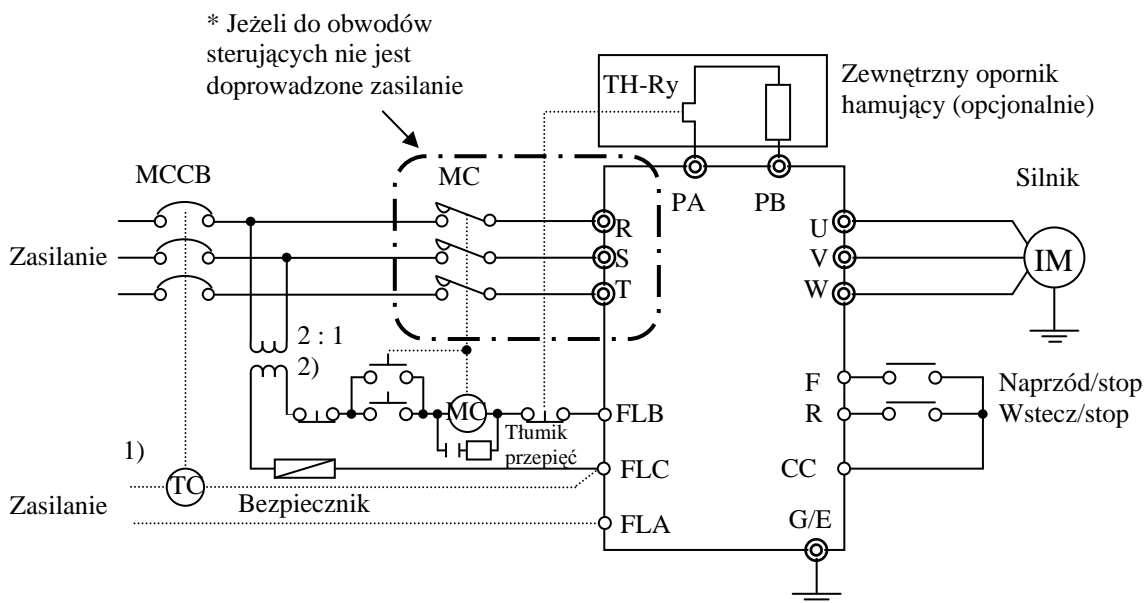 * Jeżeli do obwodów
sterujących nie jest
doprowadzone zasilanie
TH-Ry
Zewnętrzny opornik
hamujący (opcjonalnie)
MCCB
MC
PA
PB
Silnik
R
U
Zasilanie
S
V
IM
T
W
2 : 1
2)
F
Naprzód/stop
MC
FLB
R
Wstecz/stop
Tłumik
przepięć
1)
TC
FLC
CC
Bezpiecznik
Zasilanie
FLA
G/E